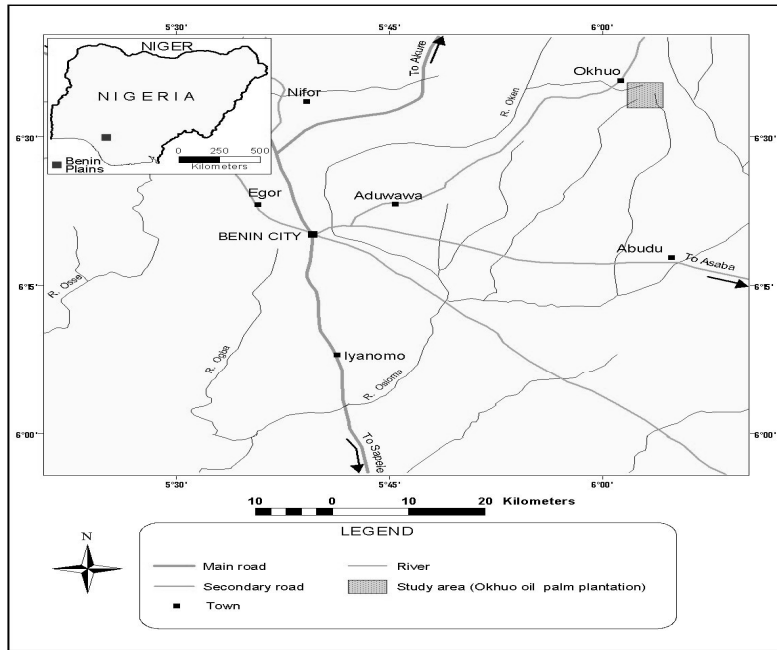 5°30'
5°45'
6°00'
NIGER
NIGERIA
Benin
Plains
0 250 500
Kilometers
To Akure
Nifor
R. Oken
Okhuo
6°30'
6°30'
Egor
Aduwawa
BENIN CITY
Abudu
To Asaba
6°15'
6°15'
R. Osse
R. Ogba
Iyanomo
R. Osioma
6°00'
6°00'
To Sapele
5°30'
5°45'
6°00'
10 0 10 20 Kilometers
LEGEND
N
Main road
River
Secondary road
Study area (Okhuo oil palm plantation)
Town